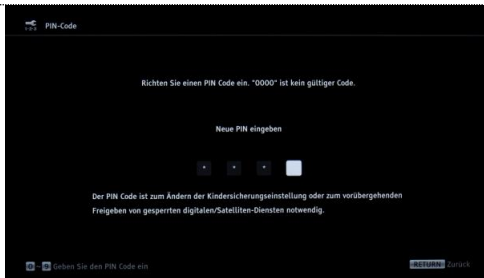 PIN-Code
Richten Sie einen PIN Code ein. "0000" ist kein gültiger Code.
Neue PIN eingeben
* * *
Der PIN Code ist zum Ändern der Kindersicherungseinstellung oder zum vorübergehenden
Freigeben von gesperrten digitalen/Satelliten-Diensten notwendig.
0 ~ 9 Geben Sie den PIN Code ein
RETURN Zurück